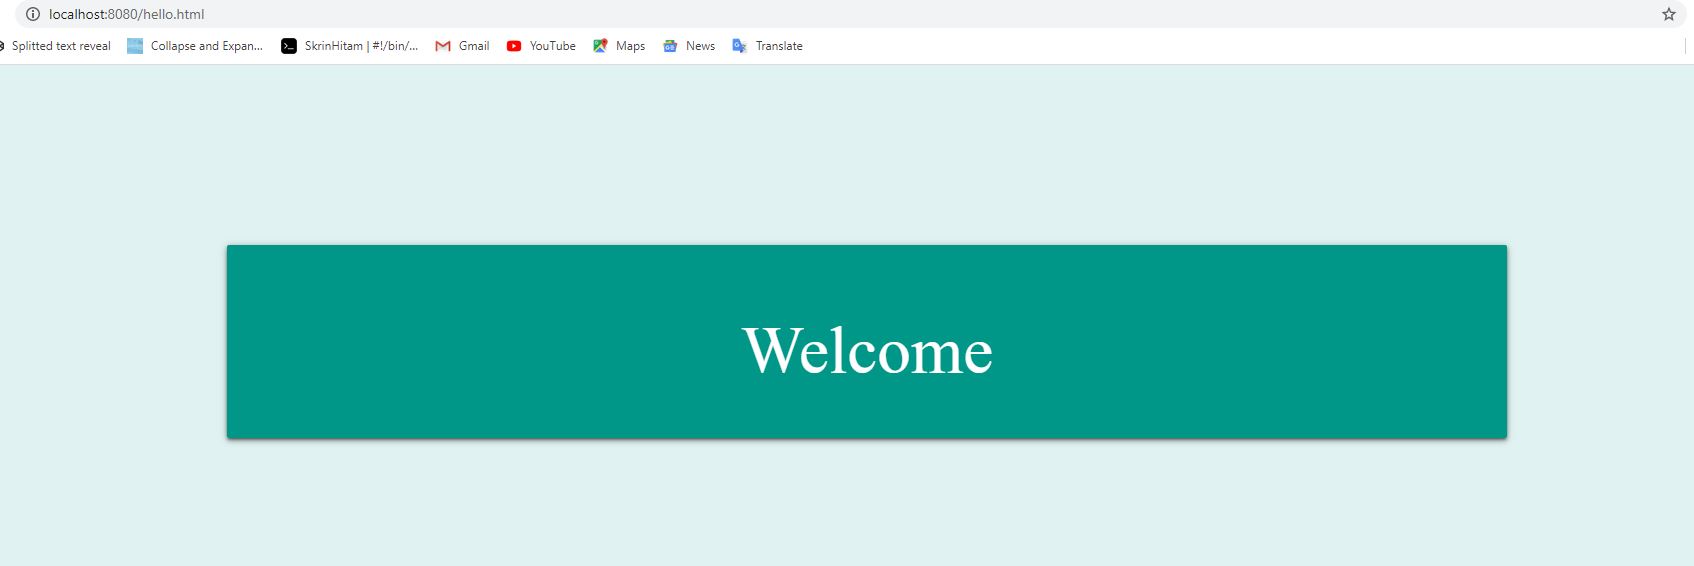 localhost:8080/hello.html
Splitted text reveal Collapse and Expan... SkrinHitam | #!/bin/... Gmail YouTube Maps News Translate
Welcome